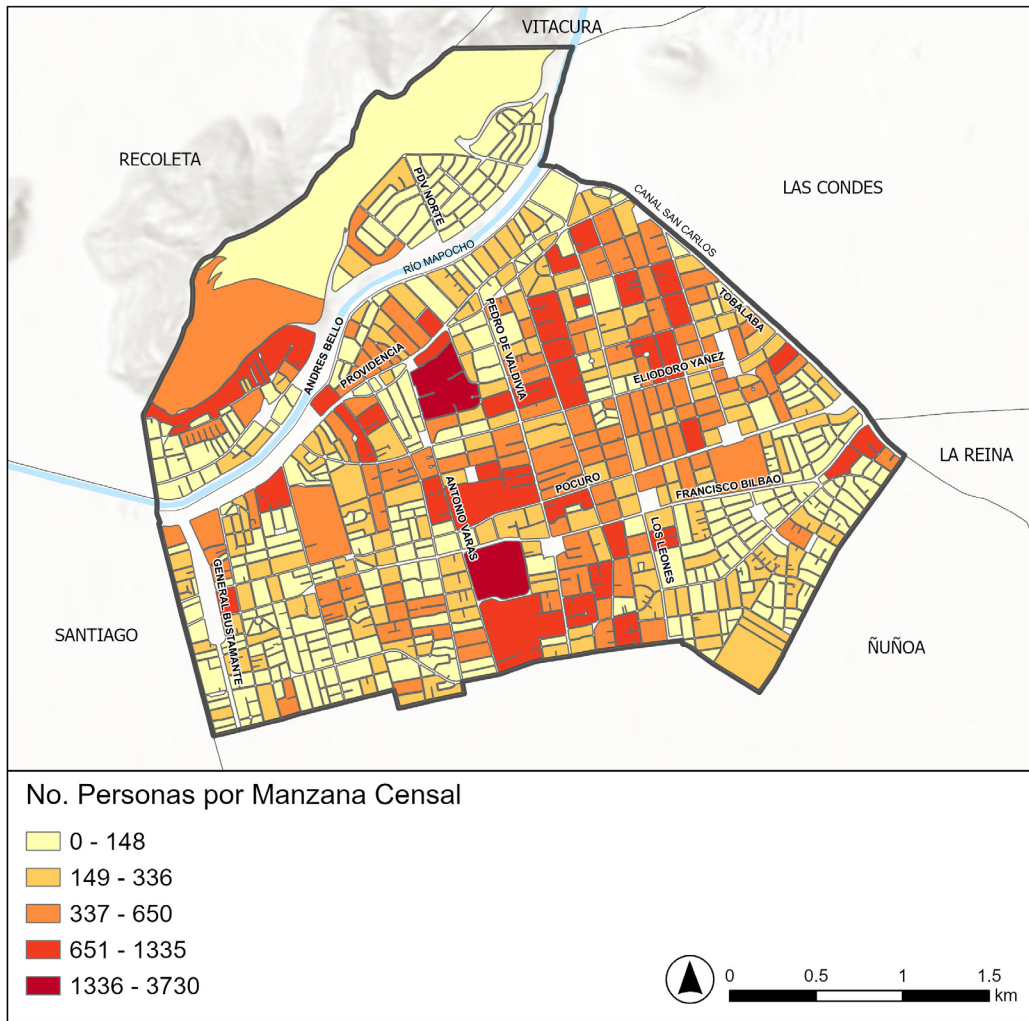 VITACURA
RECOLETA
LAS CONDES
PDV NORTE
CANAL SAN CARLOS
RÍO MAPOCHO
TOBALABA
PEDRO DE VALDIVIA
ANDRES BELLO
PROVIDENCIA
ELIODORO YAÑEZ
LA REINA
POCURO
FRANCISCO BILBAO
ANTONIO VARAS
LOS LEONES
GENERAL BUSTAMANTE
SANTIAGO
ÑUÑOA
No. Personas por Manzana Censal
0 - 148
149 - 336
337 - 650
651 - 1335
1336 - 3730
0 0.5 1 1.5
km